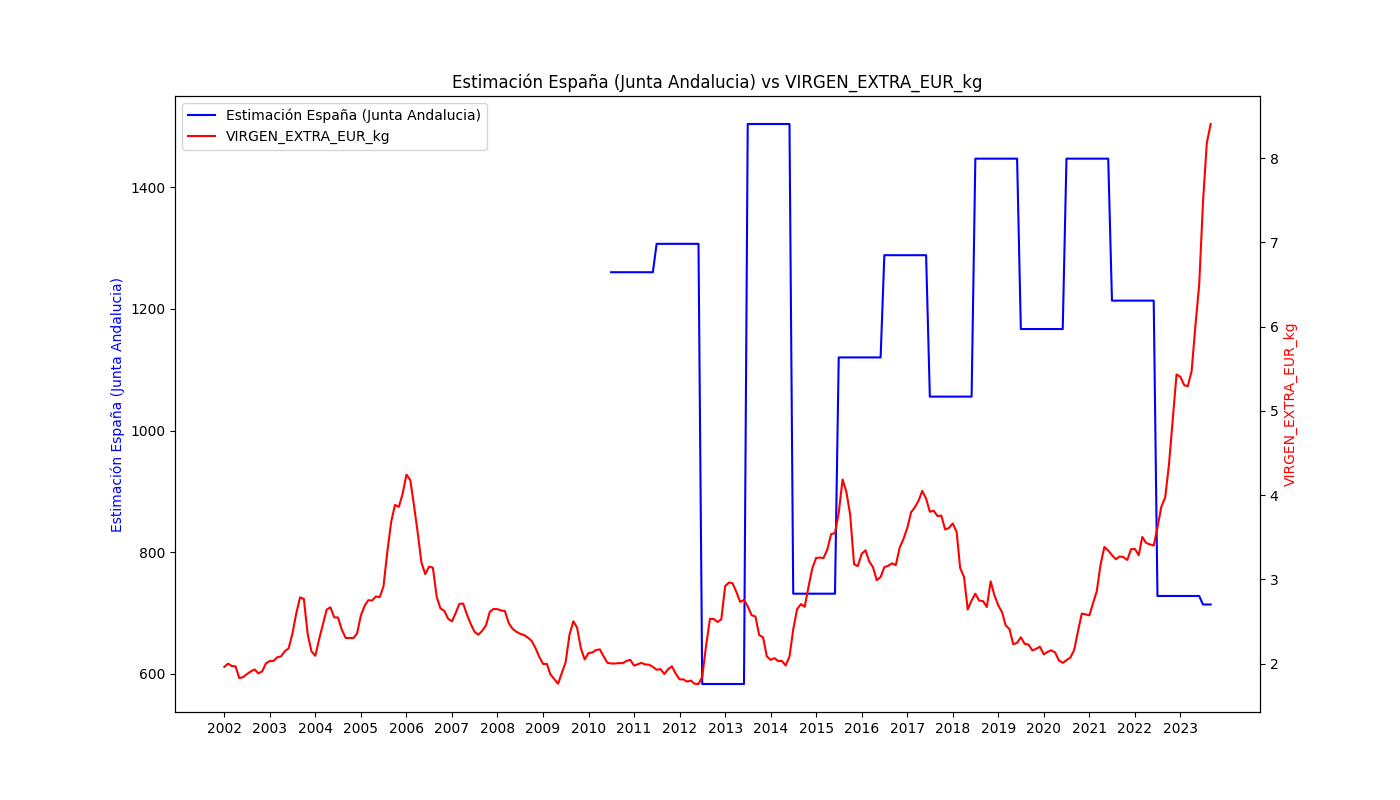 Estimación España (Junta Andalucia) vs VIRGEN_EXTRA_EUR_kg
Estimación España (Junta Andalucia)
VIRGEN_EXTRA_EUR_kg
Estimación España (Junta Andalucia)
1400
1200
1000
800
600
8
7
6
5
4
3
2
VIRGEN_EXTRA_EUR_kg
2002 2003 2004 2005 2006 2007 2008 2009 2010 2011 2012 2013 2014 2015 2016 2017 2018 2019 2020 2021 2022 2023